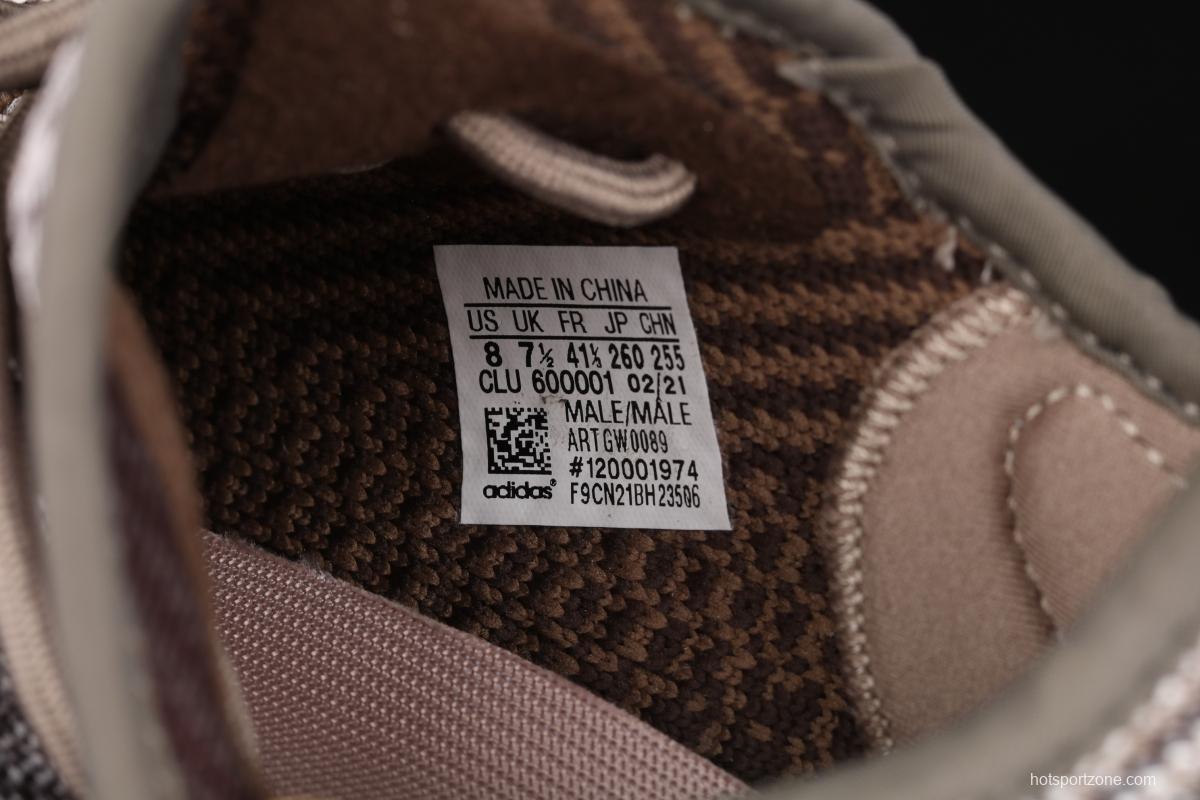 MADE IN CHINA
US UK FR JP CHN
8 7½ 41⅓ 260 255
CLU 600001 02/21
MALE/MÂLE
ART GW0089
#120001974
adidas® F9CN21BH23506
hotsportzone.com